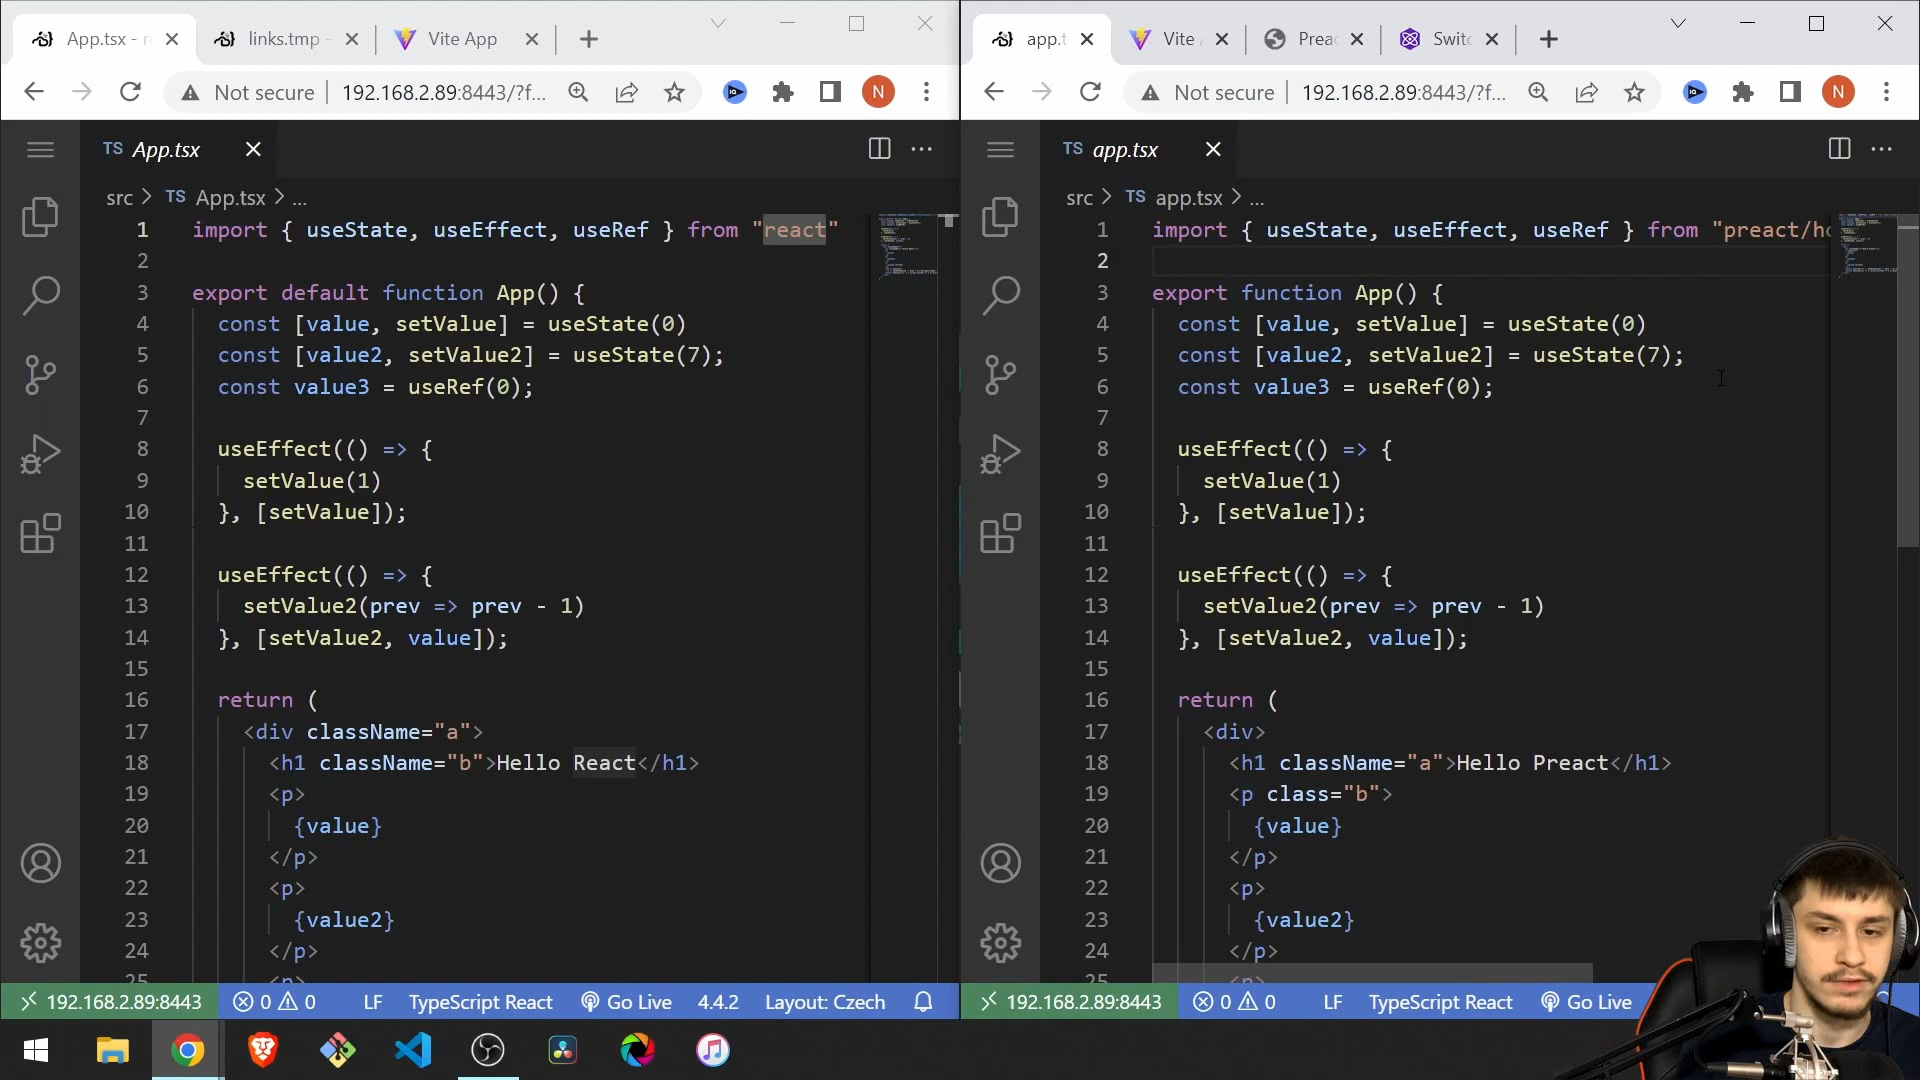 App.tsx - r
links.tmp -
Vite App
Not secure
192.168.2.89:8443/?f...
N
TS App.tsx
src > TS App.tsx > ...
1 import { useState, useEffect, useRef } from "react"
2
3 export default function App() {
4 const [value, setValue] = useState(0)
5 const [value2, setValue2] = useState(7);
6 const value3 = useRef(0);
7
8 useEffect(() => {
9 setValue(1)
10 }, [setValue]);
11
12 useEffect(() => {
13 setValue2(prev => prev - 1)
14 }, [setValue2, value]);
15
16 return (
17 <div className="a">
18 <h1 className="b">Hello React</h1>
19 <p>
20 {value}
21 </p>
22 <p>
23 {value2}
24 </p>
25 <p>
192.168.2.89:8443
0 0
LF
TypeScript React
Go Live
4.4.2
Layout: Czech
app.t
Vite
Preac
Switc
Not secure
192.168.2.89:8443/?f...
N
TS app.tsx
src > TS app.tsx > ...
1 import { useState, useEffect, useRef } from "preact/ho
2
3 export function App() {
4 const [value, setValue] = useState(0)
5 const [value2, setValue2] = useState(7);
6 const value3 = useRef(0);
7
8 useEffect(() => {
9 setValue(1)
10 }, [setValue]);
11
12 useEffect(() => {
13 setValue2(prev => prev - 1)
14 }, [setValue2, value]);
15
16 return (
17 <div>
18 <h1 className="a">Hello Preact</h1>
19 <p class="b">
20 {value}
21 </p>
22 <p>
23 {value2}
24 </p>
25 <p>
192.168.2.89:8443
0 0
LF
TypeScript React
Go Live